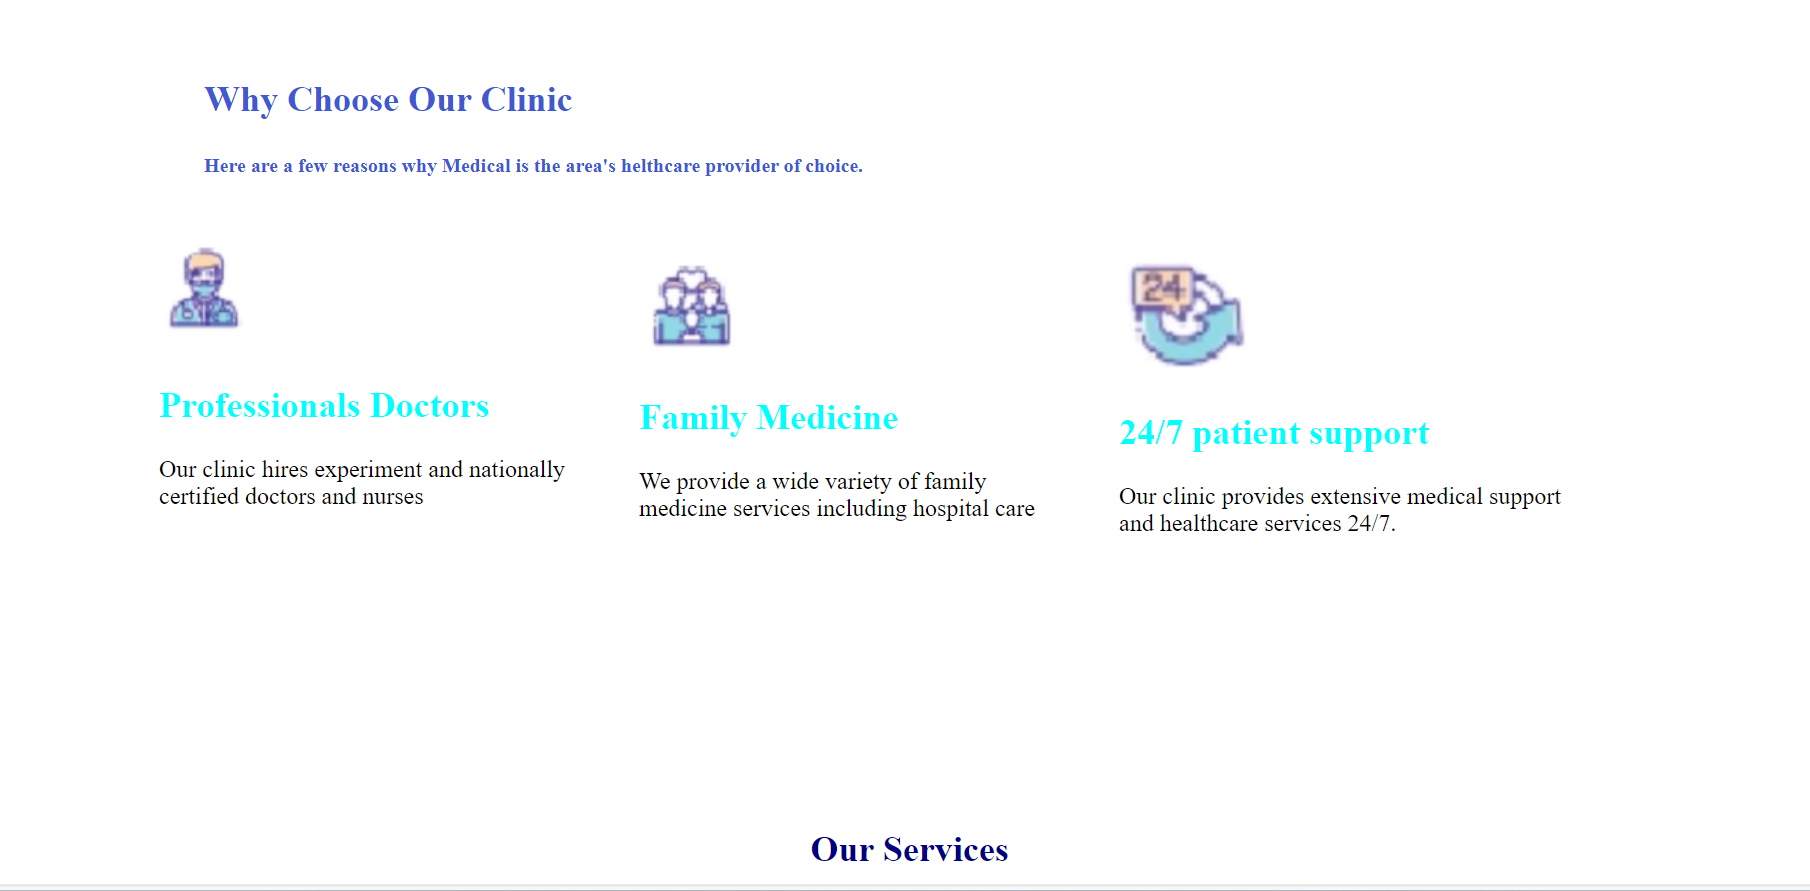 Why Choose Our Clinic
Here are a few reasons why Medical is the area's helthcare provider of choice.
24
Professionals Doctors
Our clinic hires experiment and nationally
certified doctors and nurses
Family Medicine
We provide a wide variety of family
medicine services including hospital care
24/7 patient support
Our clinic provides extensive medical support
and healthcare services 24/7.
Our Services